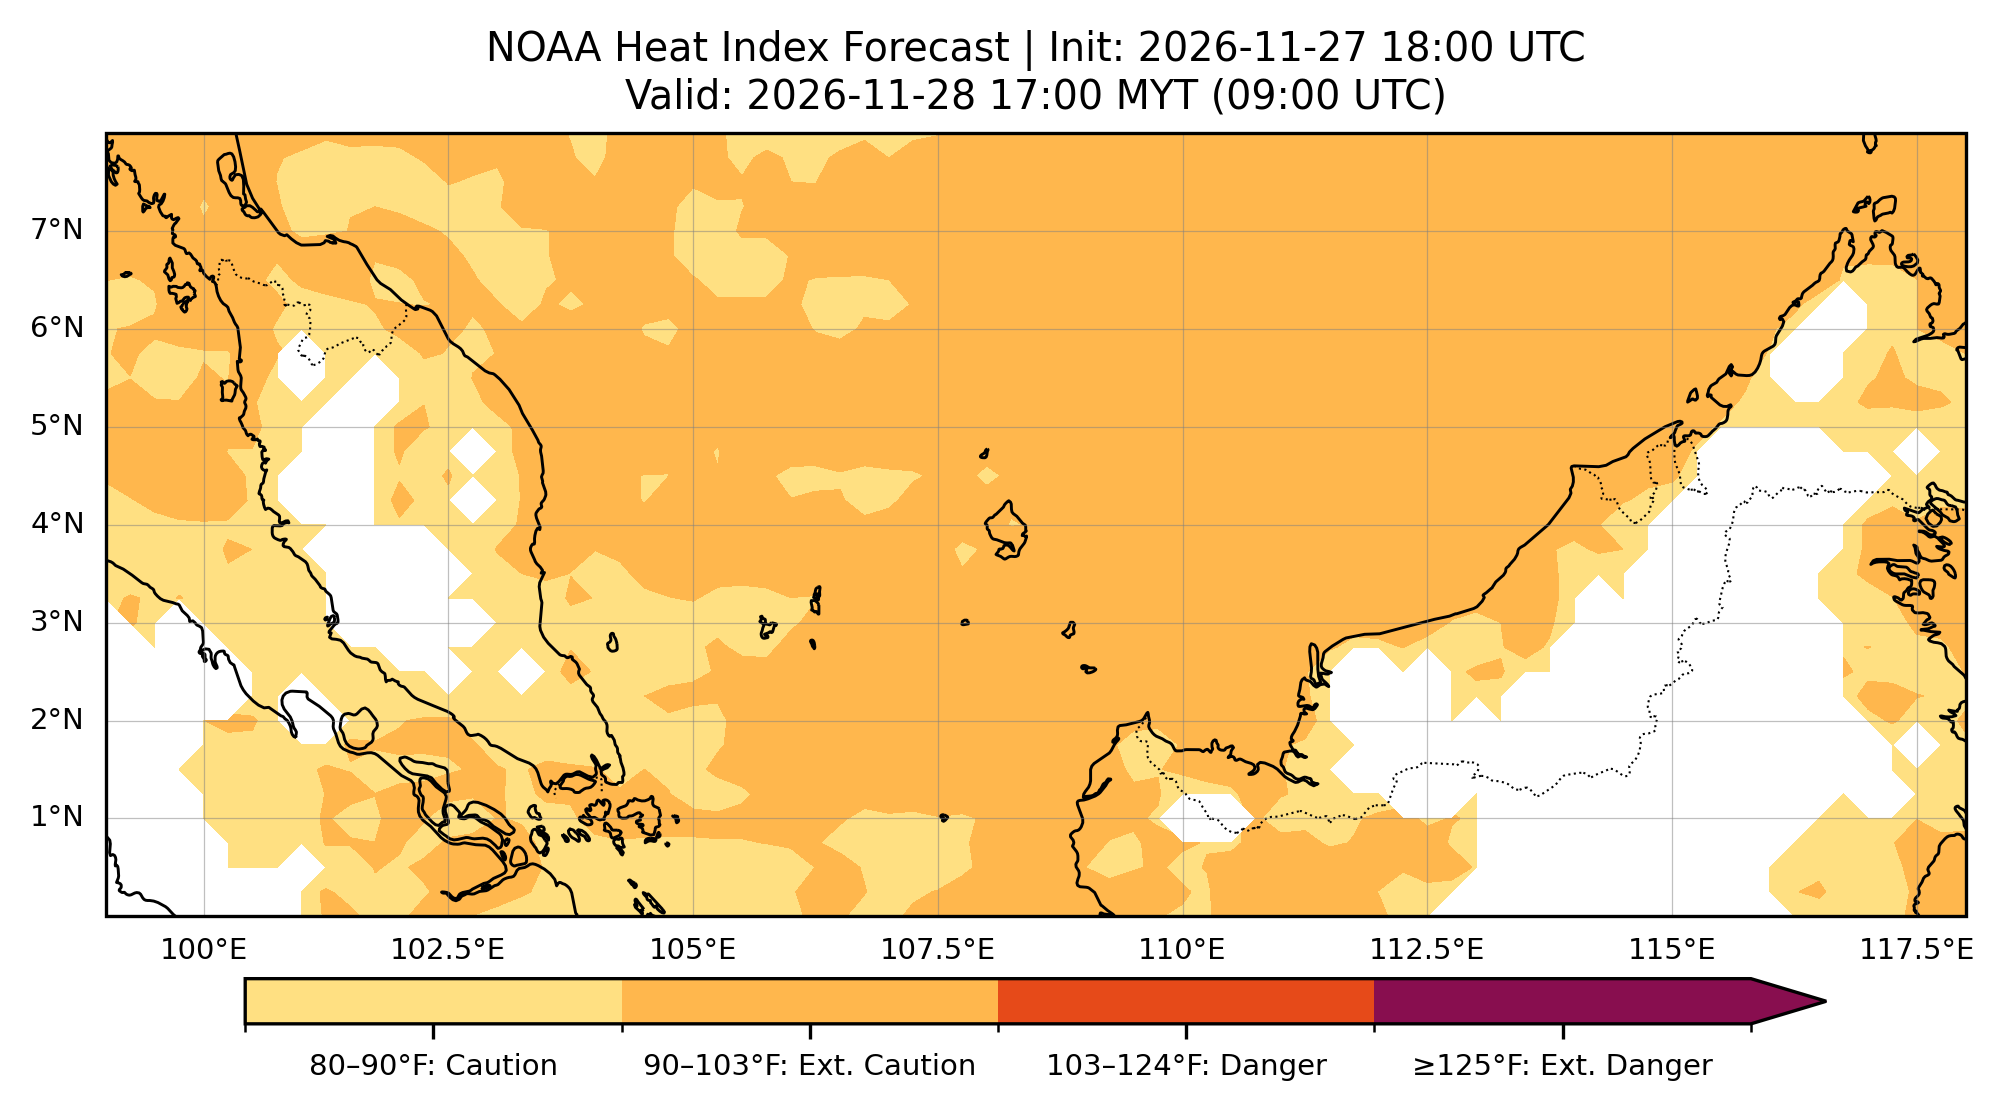 NOAA Heat Index Forecast | Init: 2026-11-27 18:00 UTC
Valid: 2026-11-28 17:00 MYT (09:00 UTC)
7°N
6°N
5°N
4°N
3°N
2°N
1°N
100°E 102.5°E 105°E 107.5°E 110°E 112.5°E 115°E 117.5°E
80–90°F: Caution 90–103°F: Ext. Caution 103–124°F: Danger ≥125°F: Ext. Danger